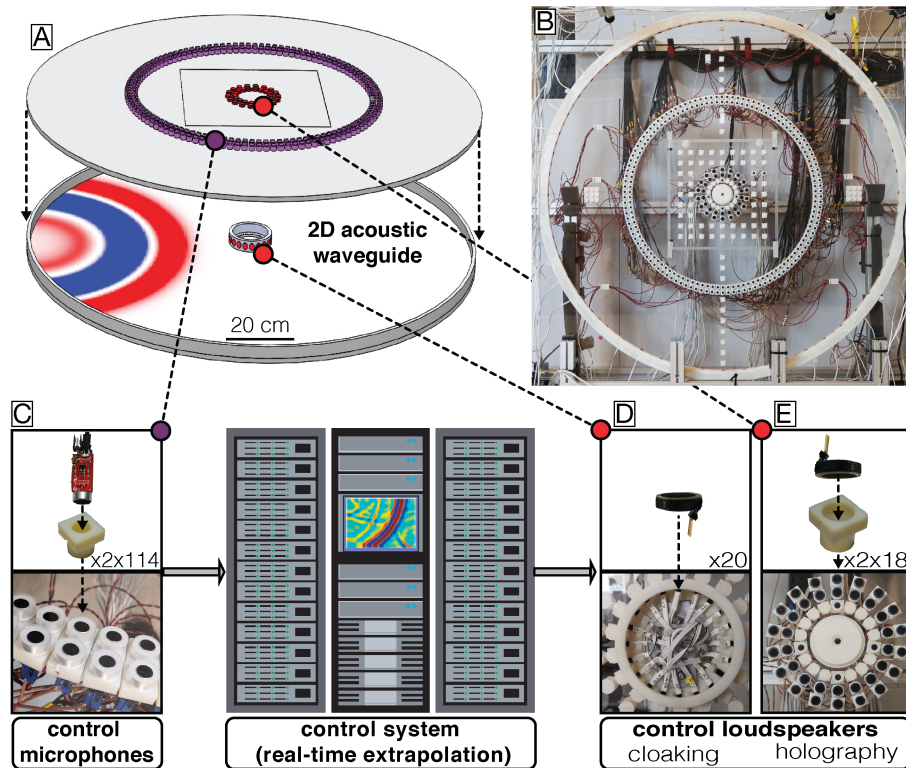 A
B
2D acoustic
waveguide
20 cm
C
D
E
x2x114
x20
x2x18
control
microphones
control system
(real-time extrapolation)
control loudspeakers
cloaking
holography